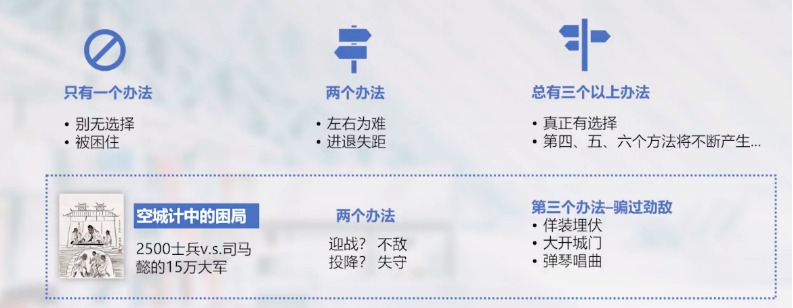 只有一个办法
• 别无选择
• 被困住
两个办法
• 左右为难
• 进退失距
总有三个以上办法
• 真正有选择
• 第四、五、六个方法将不断产生...
空城计中的困局
2500士兵v.s.司马
懿的15万大军
两个办法
迎战？ 不敌
投降？ 失守
第三个办法–骗过劲敌
• 佯装埋伏
• 大开城门
• 弹琴唱曲